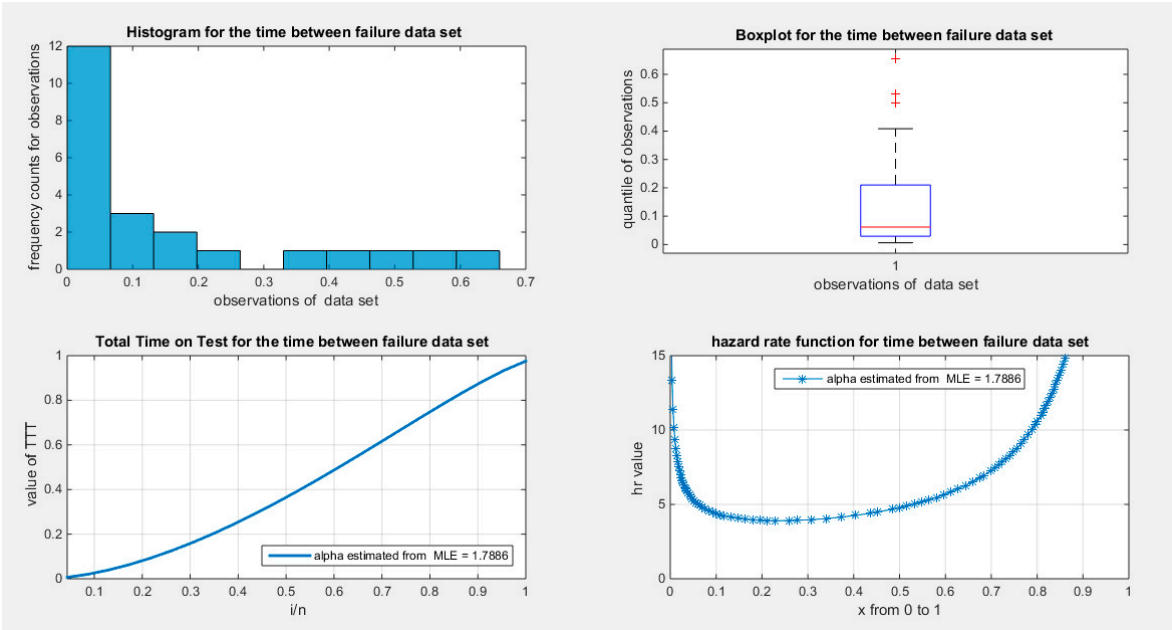 Histogram for the time between failure data set
frequency counts for observations
12
10
8
6
4
2
0
0 0.1 0.2 0.3 0.4 0.5 0.6 0.7
observations of data set
Boxplot for the time between failure data set
quantile of observations
0.6
0.5
0.4
0.3
0.2
0.1
0
1
observations of data set
Total Time on Test for the time between failure data set
value of TTT
1
0.8
0.6
0.4
0.2
0
alpha estimated from MLE = 1.7886
0.1 0.2 0.3 0.4 0.5 0.6 0.7 0.8 0.9 1
i/n
hazard rate function for time between failure data set
hr value
15
10
5
0
alpha estimated from MLE = 1.7886
0 0.1 0.2 0.3 0.4 0.5 0.6 0.7 0.8 0.9 1
x from 0 to 1